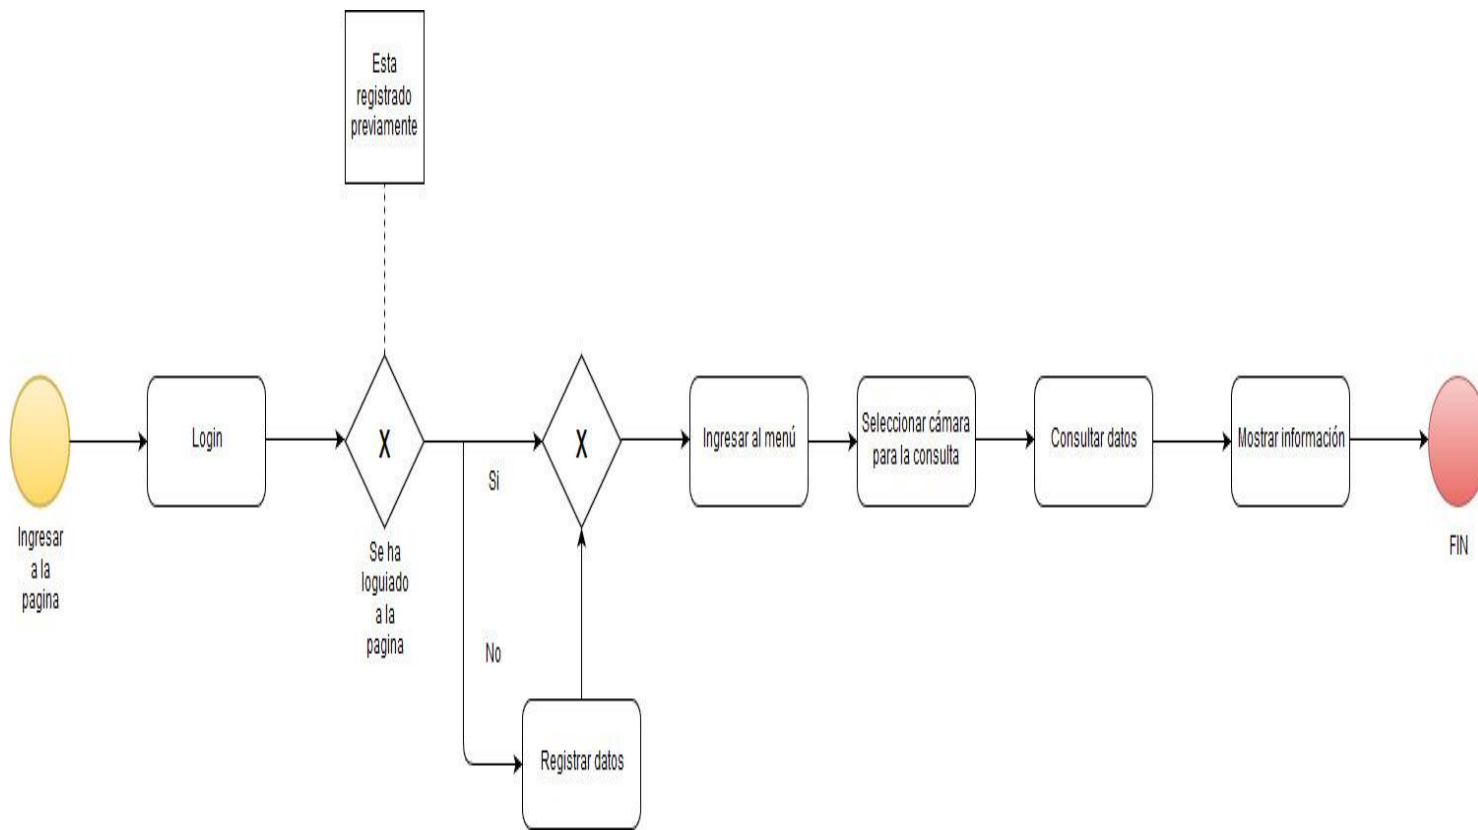 Esta
registrado
previamente
Login
X
X
Ingresar al menú
Seleccionar cámara
para la consulta
Consultar datos
Mostrar información
Si
Ingresar
a la
pagina
Se ha
loguiado
a la
pagina
FIN
No
Registrar datos